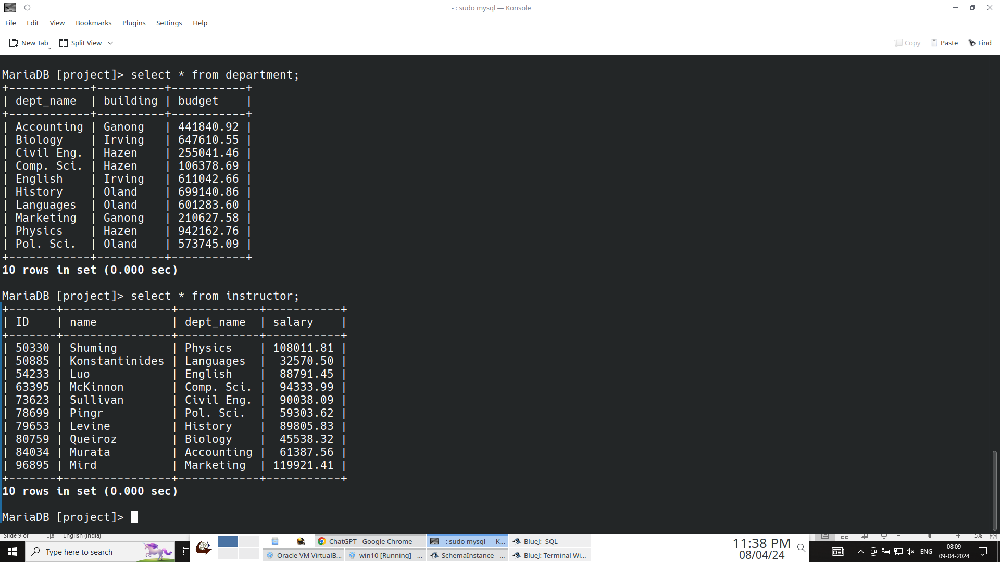 - : sudo mysql — Konsole
File Edit View Bookmarks Plugins Settings Help
New Tab Split View Copy Paste Find
MariaDB [project]> select * from department;
+------------+----------+-----------+
| dept_name  | building | budget    |
+------------+----------+-----------+
| Accounting | Ganong   | 441840.92 |
| Biology    | Irving   | 647610.55 |
| Civil Eng. | Hazen    | 255041.46 |
| Comp. Sci. | Hazen    | 106378.69 |
| English    | Irving   | 611042.66 |
| History    | Oland    | 699140.86 |
| Languages  | Oland    | 601283.60 |
| Marketing  | Ganong   | 210627.58 |
| Physics    | Hazen    | 942162.76 |
| Pol. Sci.  | Oland    | 573745.09 |
+------------+----------+-----------+
10 rows in set (0.000 sec)
MariaDB [project]> select * from instructor;
+-------+----------------+------------+-----------+
| ID    | name           | dept_name  | salary    |
+-------+----------------+------------+-----------+
| 50330 | Shuming        | Physics    | 108011.81 |
| 50885 | Konstantinides | Languages  |  32570.50 |
| 54233 | Luo            | English    |  88791.45 |
| 63395 | McKinnon       | Comp. Sci. |  94333.99 |
| 73623 | Sullivan       | Civil Eng. |  90038.09 |
| 78699 | Pingr          | Pol. Sci.  |  59303.62 |
| 79653 | Levine         | History    |  89805.83 |
| 80759 | Queiroz        | Biology    |  45538.32 |
| 84034 | Murata         | Accounting |  61387.56 |
| 96895 | Mird           | Marketing  | 119921.41 |
+-------+----------------+------------+-----------+
10 rows in set (0.000 sec)
MariaDB [project]>
Slide 9 of 11 English (India) 115%
ChatGPT - Google Chrome - : sudo mysql — K... BlueJ: SQL 11:38 PM
Type here to search Oracle VM VirtualB... win10 [Running] - ... SchemaInstance - ... BlueJ: Terminal Wi... 08/04/24 ENG 08:09
09-04-2024